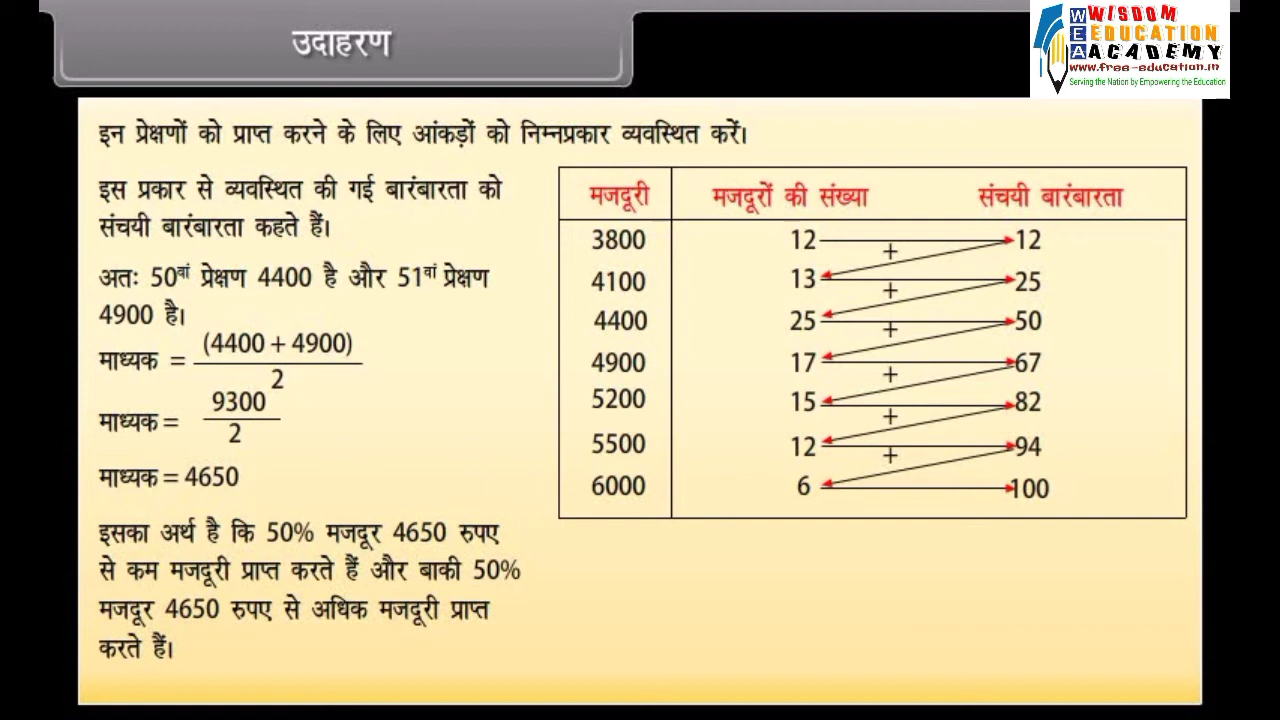 उदाहरण
WISDOM
EDUCATION
ACADEMY
WEA
www.free-education.in
Serving the Nation by Empowering the Education
इन प्रेक्षणों को प्राप्त करने के लिए आंकड़ों को निम्नप्रकार व्यवस्थित करें।
इस प्रकार से व्यवस्थित की गई बारंबारता को
संचयी बारंबारता कहते हैं।
अतः 50वां प्रेक्षण 4400 है और 51वां प्रेक्षण
4900 है।
माध्यक = (4400 + 4900)
2
माध्यक = 9300
2
माध्यक = 4650
इसका अर्थ है कि 50% मजदूर 4650 रुपए
से कम मजदूरी प्राप्त करते हैं और बाकी 50%
मजदूर 4650 रुपए से अधिक मजदूरी प्राप्त
करते हैं।
मजदूरी मजदूरों की संख्या संचयी बारंबारता
3800 12 12
+
4100 13 25
+
4400 25 50
+
4900 17 67
+
5200 15 82
+
5500 12 94
+
6000 6 100